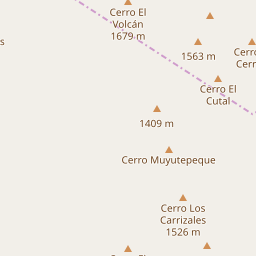 Cerro El
Volcán
1679 m
1563 m
Cerro
Cerr
Cerro El
Cutal
s
1409 m
Cerro Muyutepeque
Cerro Los
Carrizales
1526 m